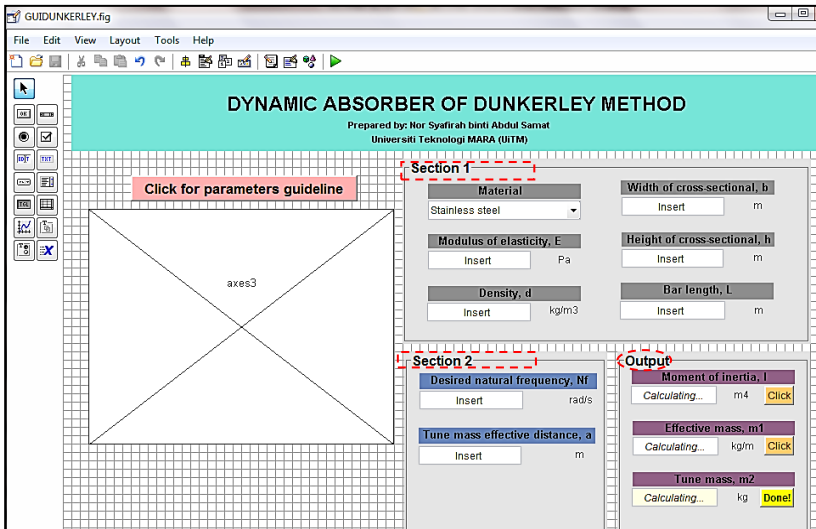 GUIDUNKERLEY.fig
File Edit View Layout Tools Help
DYNAMIC ABSORBER OF DUNKERLEY METHOD
Prepared by: Nor Syafirah binti Abdul Samat
Universiti Teknologi MARA (UiTM)
Click for parameters guideline
axes3
Section 1
Material
Stainless steel
Modulus of elasticity, E
Insert Pa
Density, d
Insert kg/m3
Width of cross-sectional, b
Insert m
Height of cross-sectional, h
Insert m
Bar length, L
Insert m
Section 2
Desired natural frequency, Nf
Insert rad/s
Tune mass effective distance, a
Insert m
Output
Moment of inertia, I
Calculating... m4 Click
Effective mass, m1
Calculating... kg/m Click
Tune mass, m2
Calculating... kg Done!